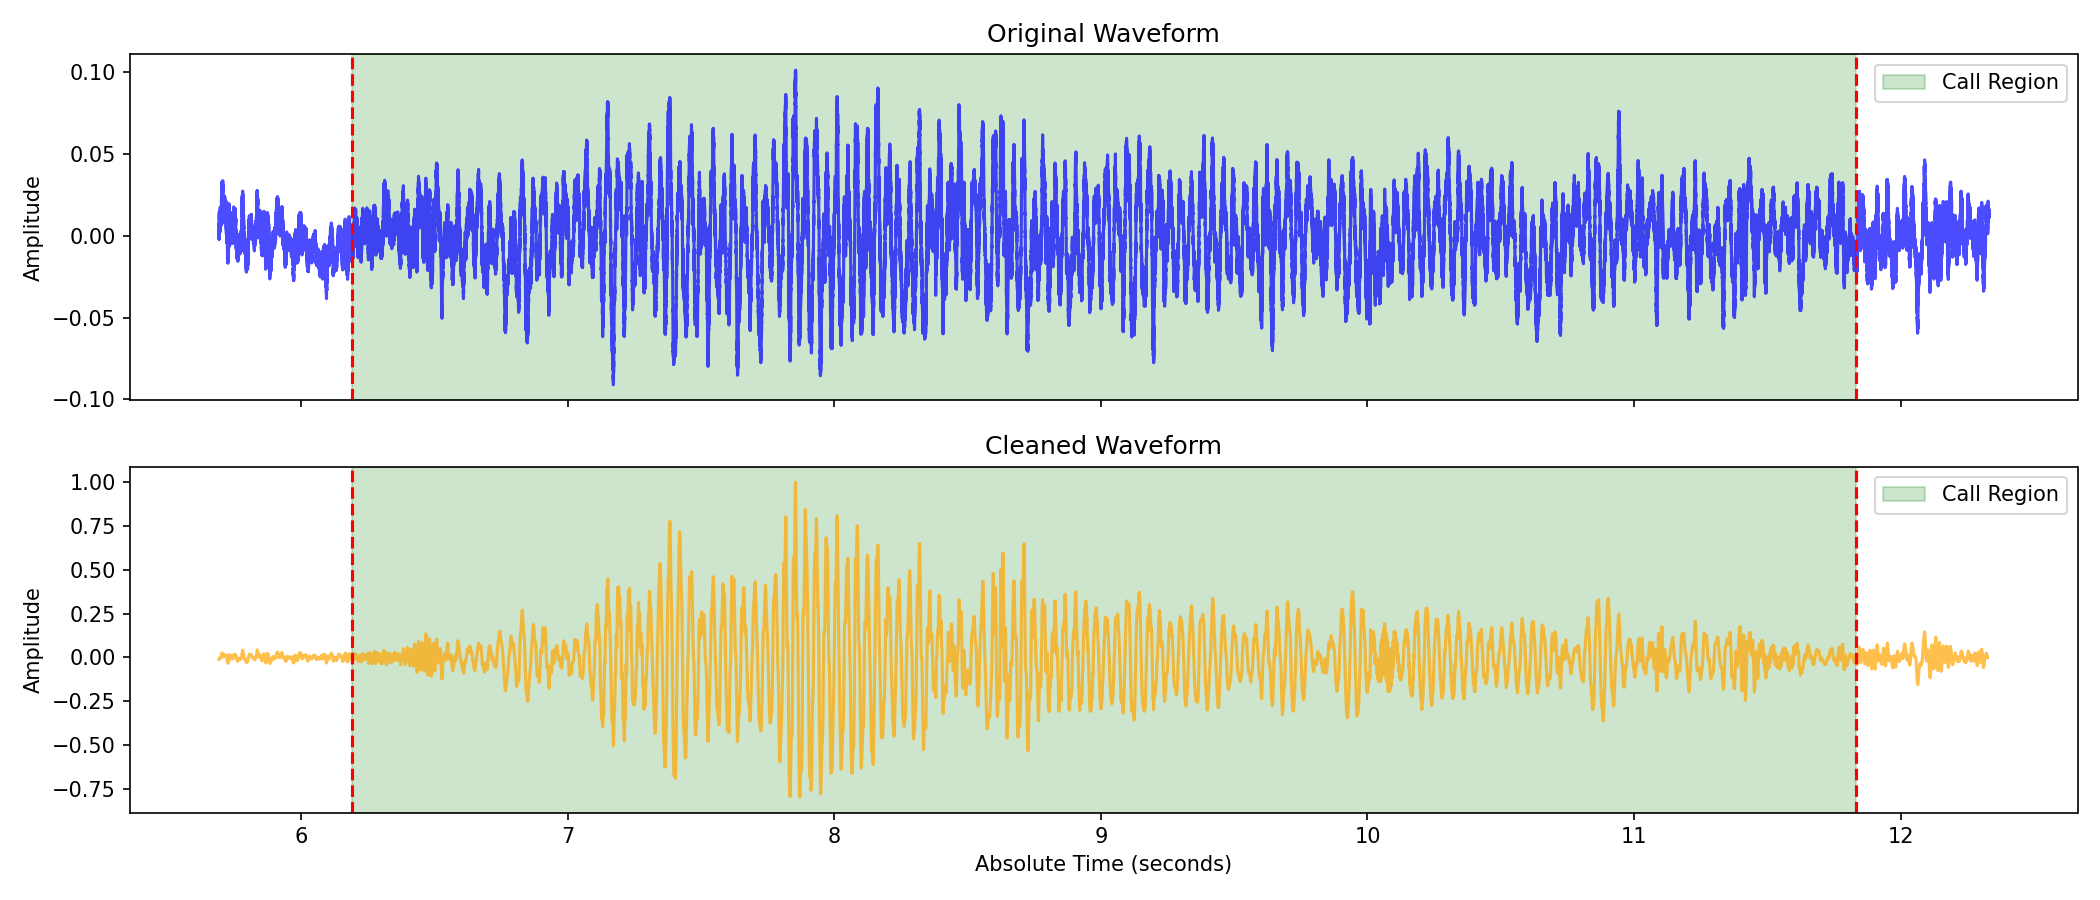 Original Waveform
Amplitude
0.10
0.05
0.00
−0.05
−0.10
Call Region
Cleaned Waveform
Amplitude
1.00
0.75
0.50
0.25
0.00
−0.25
−0.50
−0.75
Call Region
6 7 8 9 10 11 12
Absolute Time (seconds)